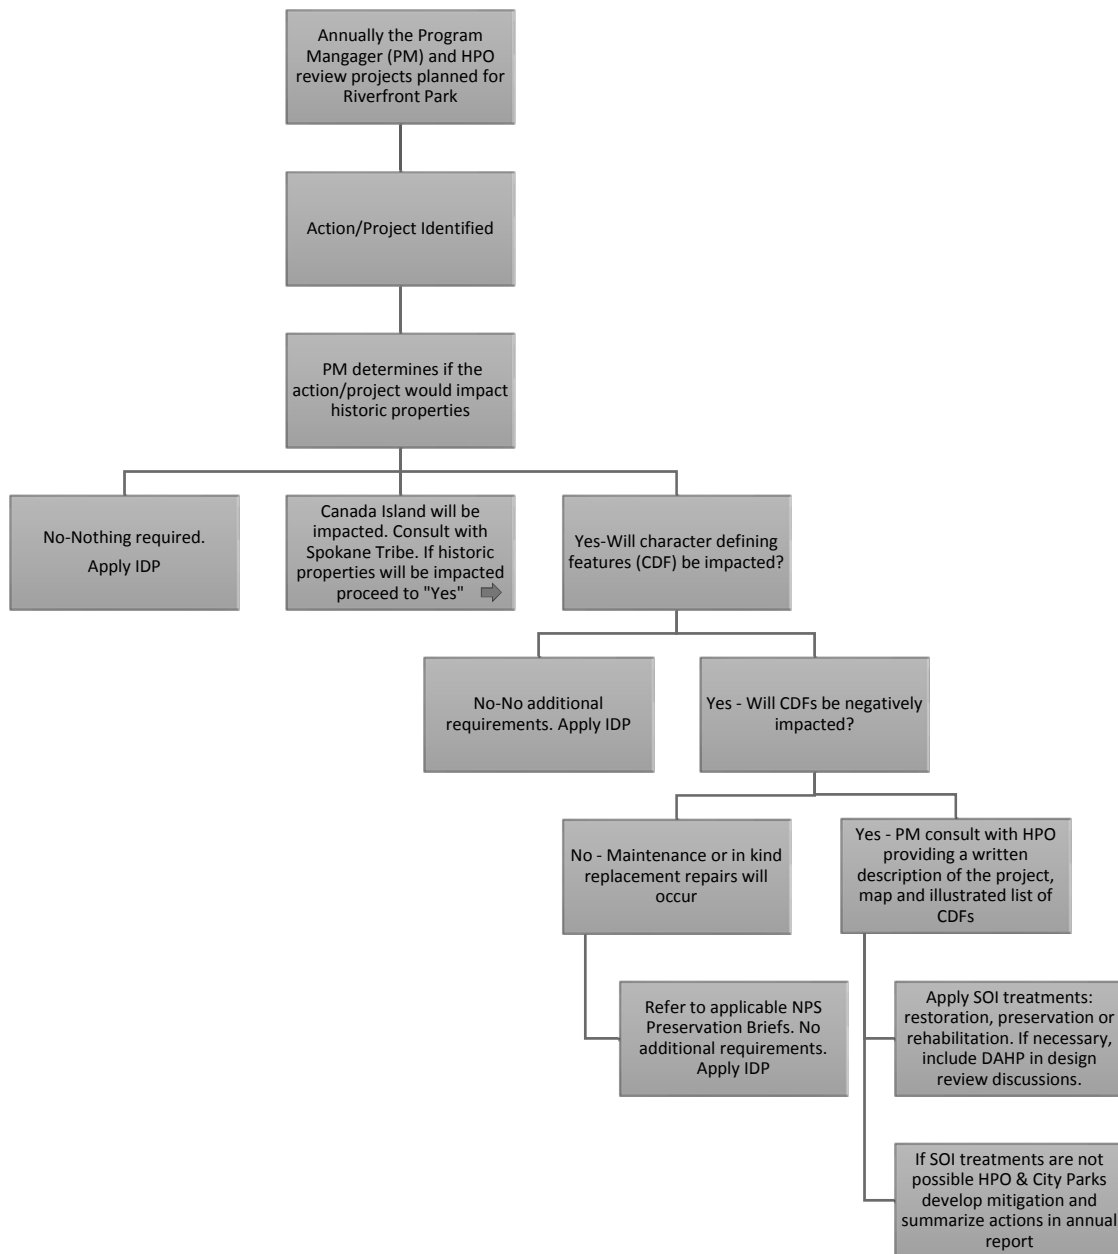 Annually the Program
Mangager (PM) and HPO
review projects planned for
Riverfront Park
Action/Project Identified
PM determines if the
action/project would impact
historic properties
No-Nothing required.
Apply IDP
Canada Island will be
impacted. Consult with
Spokane Tribe. If historic
properties will be impacted
proceed to "Yes"
Yes-Will character defining
features (CDF) be impacted?
No-No additional
requirements. Apply IDP
Yes - Will CDFs be negatively
impacted?
No - Maintenance or in kind
replacement repairs will
occur
Yes - PM consult with HPO
providing a written
description of the project,
map and illustrated list of
CDFs
Refer to applicable NPS
Preservation Briefs. No
additional requirements.
Apply IDP
Apply SOI treatments:
restoration, preservation or
rehabilitation. If necessary,
include DAHP in design
review discussions.
If SOI treatments are not
possible HPO & City Parks
develop mitigation and
summarize actions in annual
report